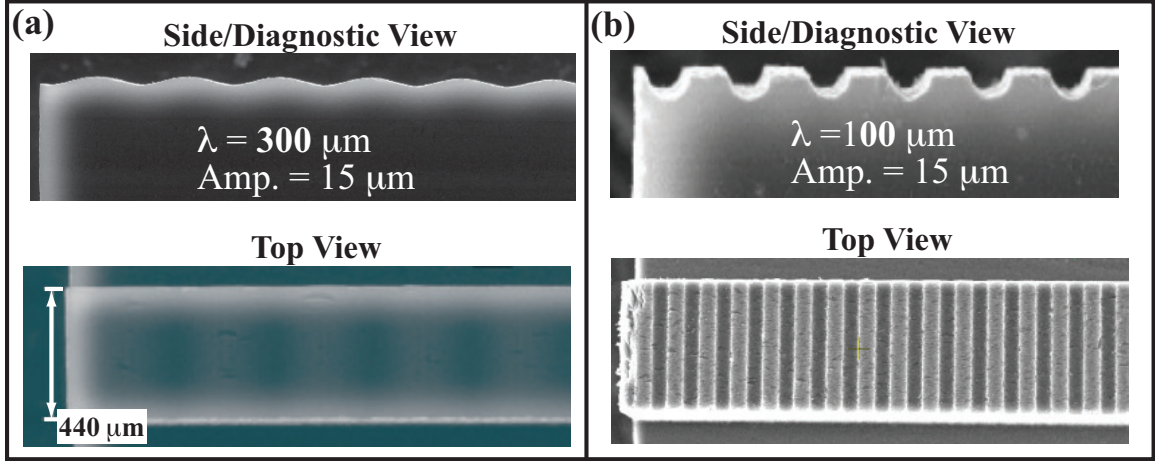 (a)
Side/Diagnostic View
λ = 300 µm
Amp. = 15 µm
Top View
440 µm
(b)
Side/Diagnostic View
λ =100 µm
Amp. = 15 µm
Top View